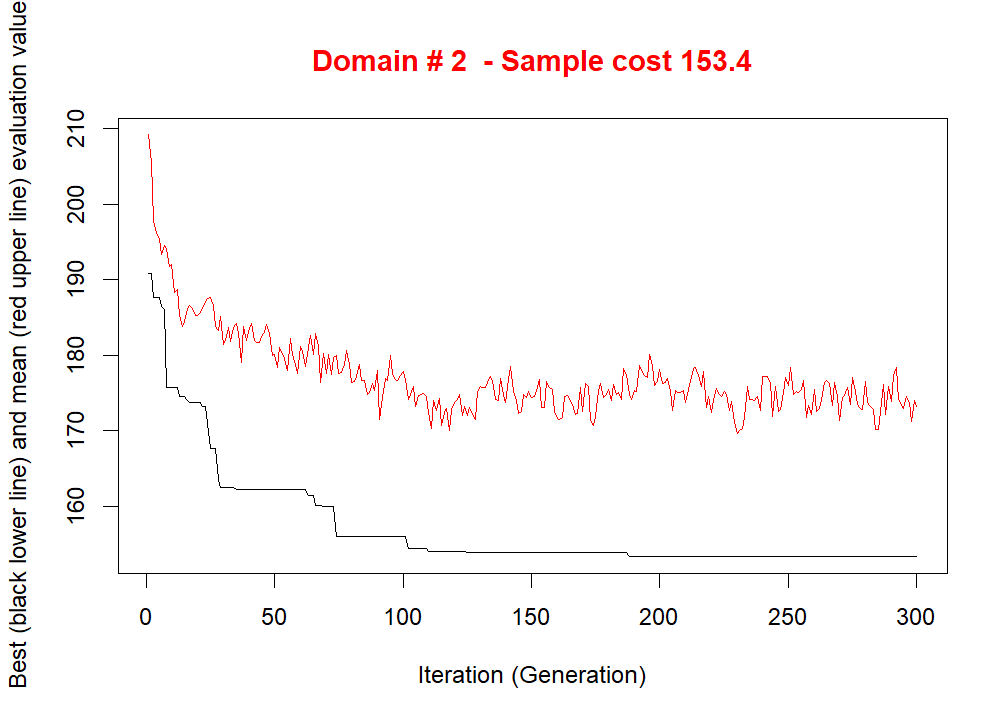 Domain # 2  - Sample cost 153.4
Best (black lower line) and mean (red upper line) evaluation value
210
200
190
180
170
160
0 50 100 150 200 250 300
Iteration (Generation)